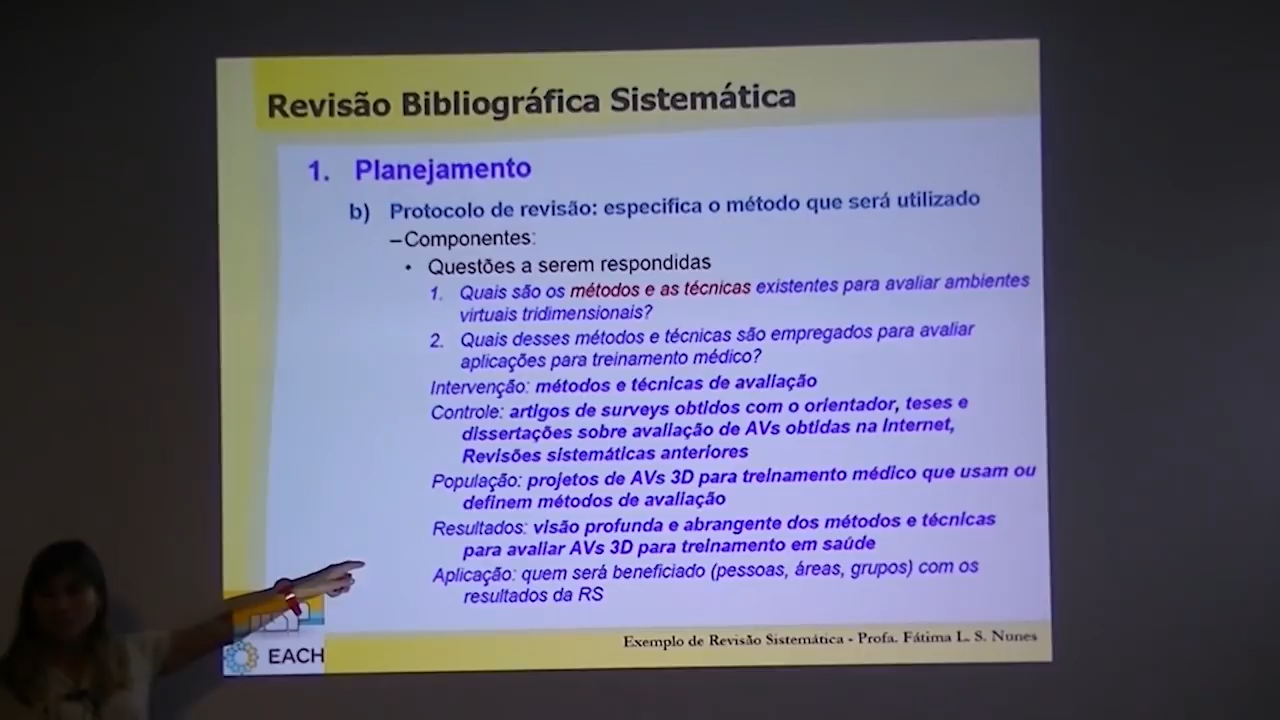 Revisão Bibliográfica Sistemática
1. Planejamento
b) Protocolo de revisão: especifica o método que será utilizado
–Componentes:
• Questões a serem respondidas
1. Quais são os métodos e as técnicas existentes para avaliar ambientes
virtuais tridimensionais?
2. Quais desses métodos e técnicas são empregados para avaliar
aplicações para treinamento médico?
Intervenção: métodos e técnicas de avaliação
Controle: artigos de surveys obtidos com o orientador, teses e
dissertações sobre avaliação de AVs obtidas na Internet,
Revisões sistemáticas anteriores
População: projetos de AVs 3D para treinamento médico que usam ou
definem métodos de avaliação
Resultados: visão profunda e abrangente dos métodos e técnicas
para avaliar AVs 3D para treinamento em saúde
Aplicação: quem será beneficiado (pessoas, áreas, grupos) com os
resultados da RS
Exemplo de Revisão Sistemática - Profa. Fátima L. S. Nunes
EACH